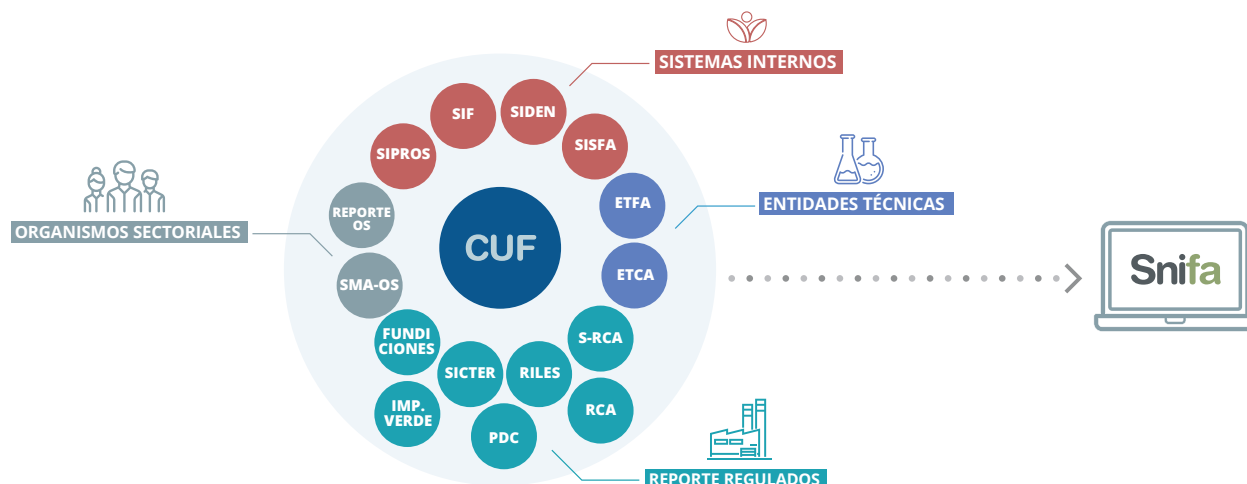 SISTEMAS INTERNOS
SIF
SIDEN
SIPROS
SISFA
REPORTE
OS
ETFA
ENTIDADES TÉCNICAS
ORGANISMOS SECTORIALES
CUF
SMA-OS
ETCA
Snifa
FUNDI
CIONES
S-RCA
SICTER
RILES
IMP.
VERDE
RCA
PDC
REPORTE REGULADOS